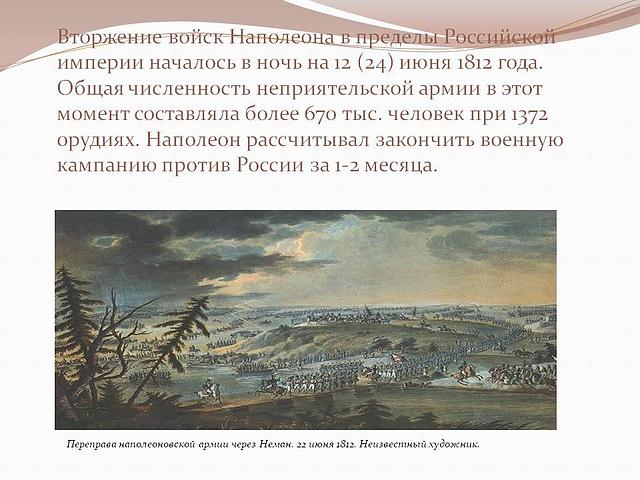 Вторжение войск Наполеона в пределы Российской
империи началось в ночь на 12 (24) июня 1812 года.
Общая численность неприятельской армии в этот
момент составляла более 670 тыс. человек при 1372
орудиях. Наполеон рассчитывал закончить военную
кампанию против России за 1-2 месяца.
Переправа наполеоновской армии через Неман. 22 июня 1812. Неизвестный художник.